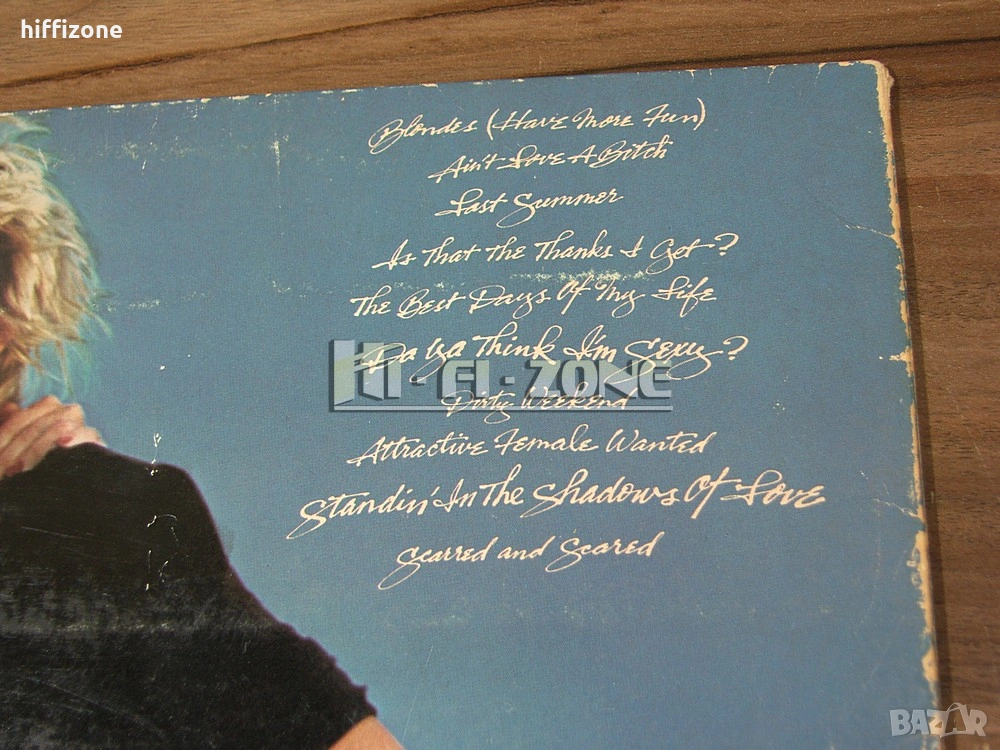 hiffizone
Blondes (Have More Fun)
Ain't Love A Bitch
Last Summer
Is That The Thanks I Get?
The Best Days Of My Life
Da Ya Think I'm Sexy?
HI-FI-ZONE
Dirty Weekend
Attractive Female Wanted
Standin' In The Shadows Of Love
Scarred and Scared
BAZAR